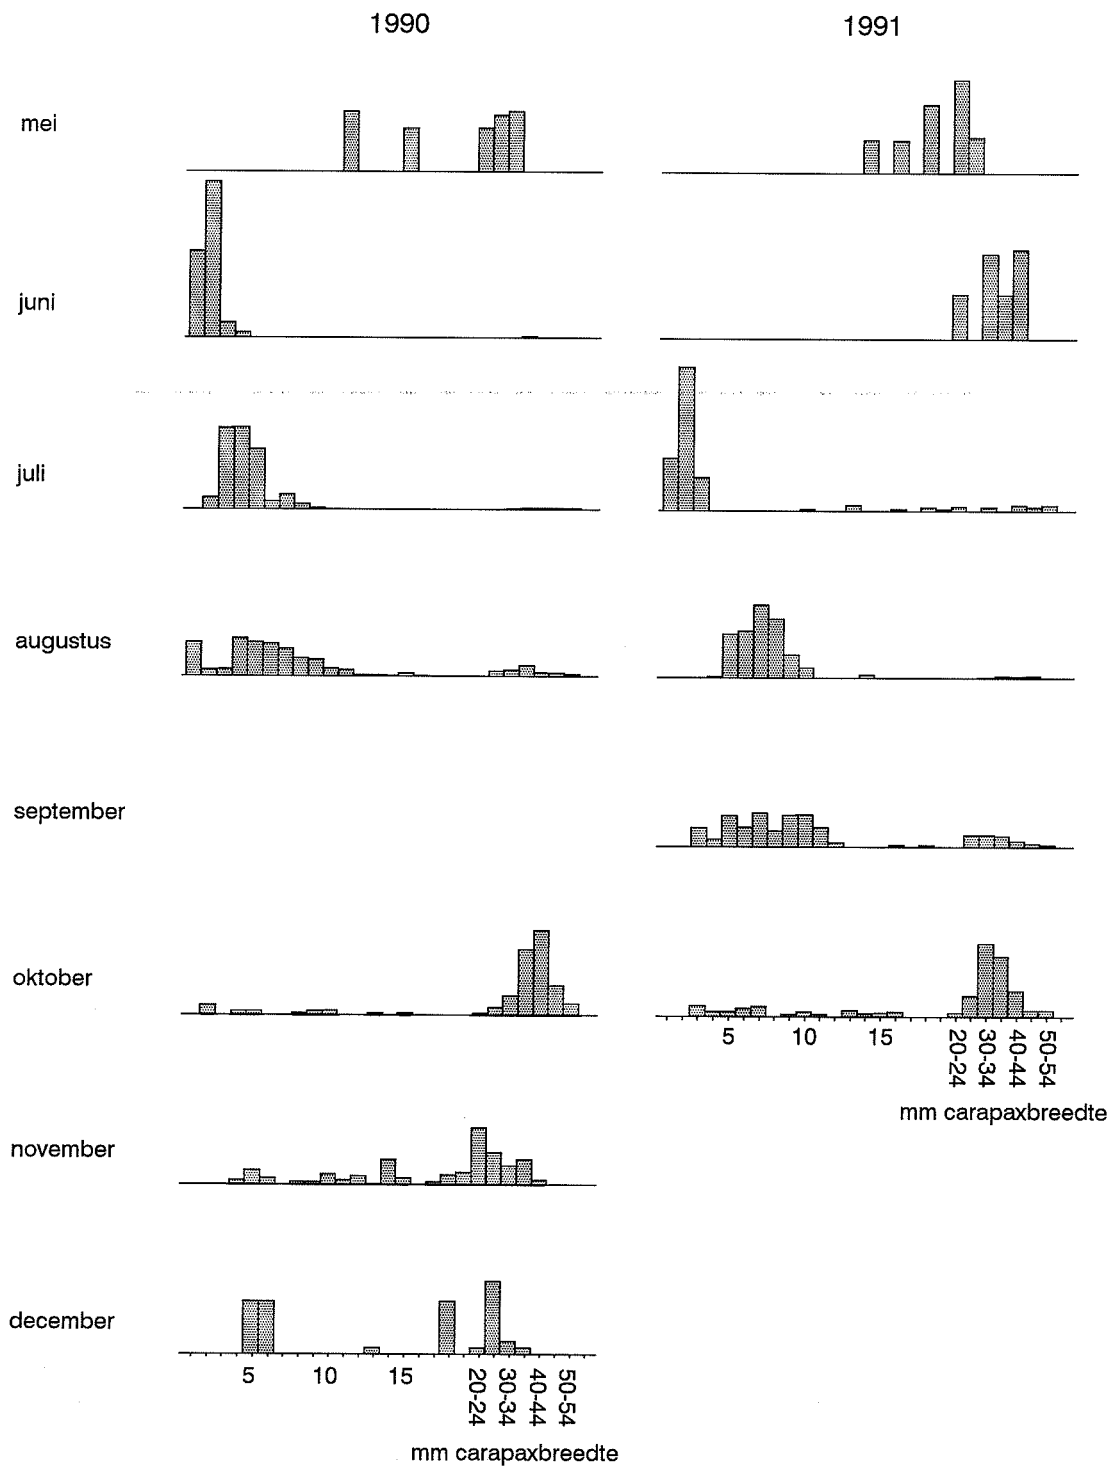 1990
1991
mei
juni
juli
augustus
september
oktober
5 10 15 20-24 30-34 40-44 50-54
mm carapaxbreedte
november
december
5 10 15 20-24 30-34 40-44 50-54
mm carapaxbreedte